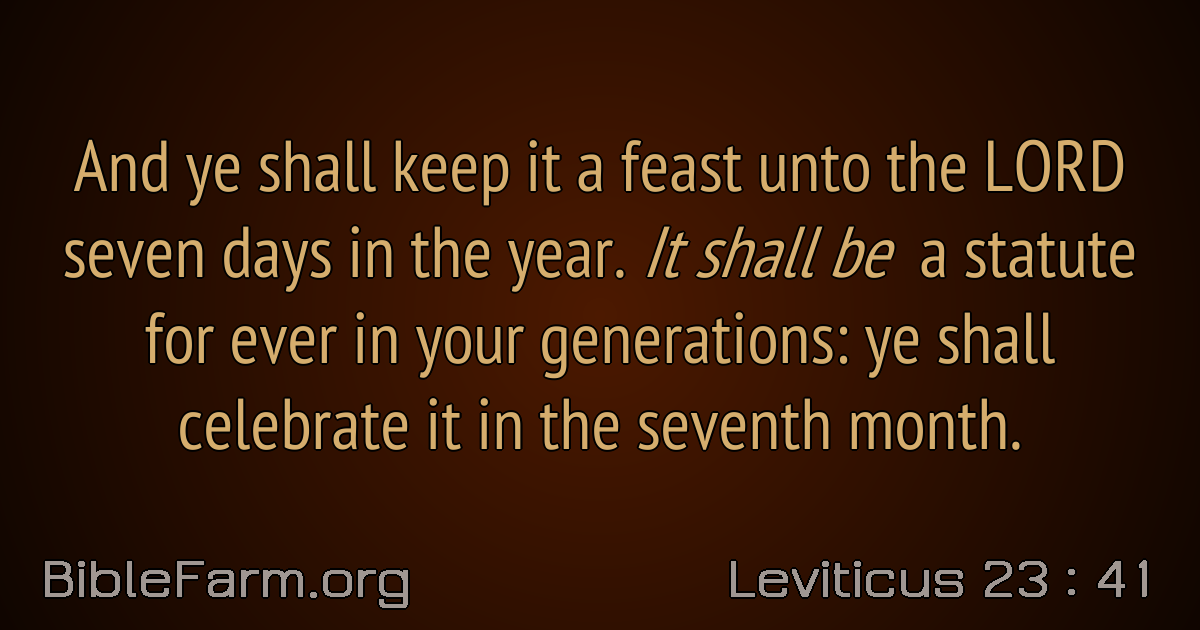 And ye shall keep it a feast unto the LORD
seven days in the year. It shall be a statute
for ever in your generations: ye shall
celebrate it in the seventh month.
BibleFarm.org
Leviticus 23 : 41